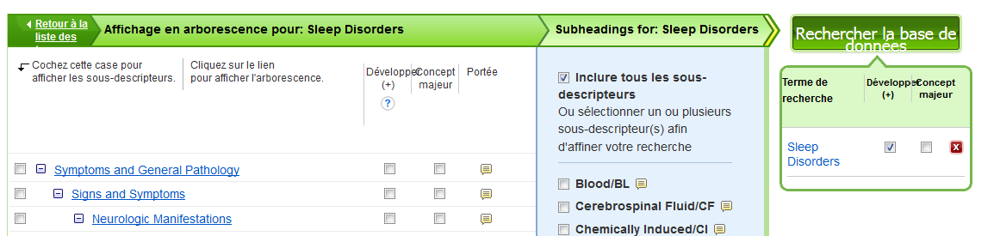 Retour à la
liste des
Affichage en arborescence pour: Sleep Disorders
Subheadings for: Sleep Disorders
Rechercher la base de
données
Cochez cette case pour
afficher les sous-descripteurs.
Cliquez sur le lien
pour afficher l'arborescence.
Développer
(+)
?
Concept
majeur
Portée
Inclure tous les sous-
descripteurs
Ou sélectionner un ou plusieurs
sous-descripteur(s) afin
d'affiner votre recherche
Terme de
recherche
Développer
(+)
Concept
majeur
Sleep
Disorders
Symptoms and General Pathology
Signs and Symptoms
Neurologic Manifestations
Blood/BL
Cerebrospinal Fluid/CF
Chemically Induced/CI